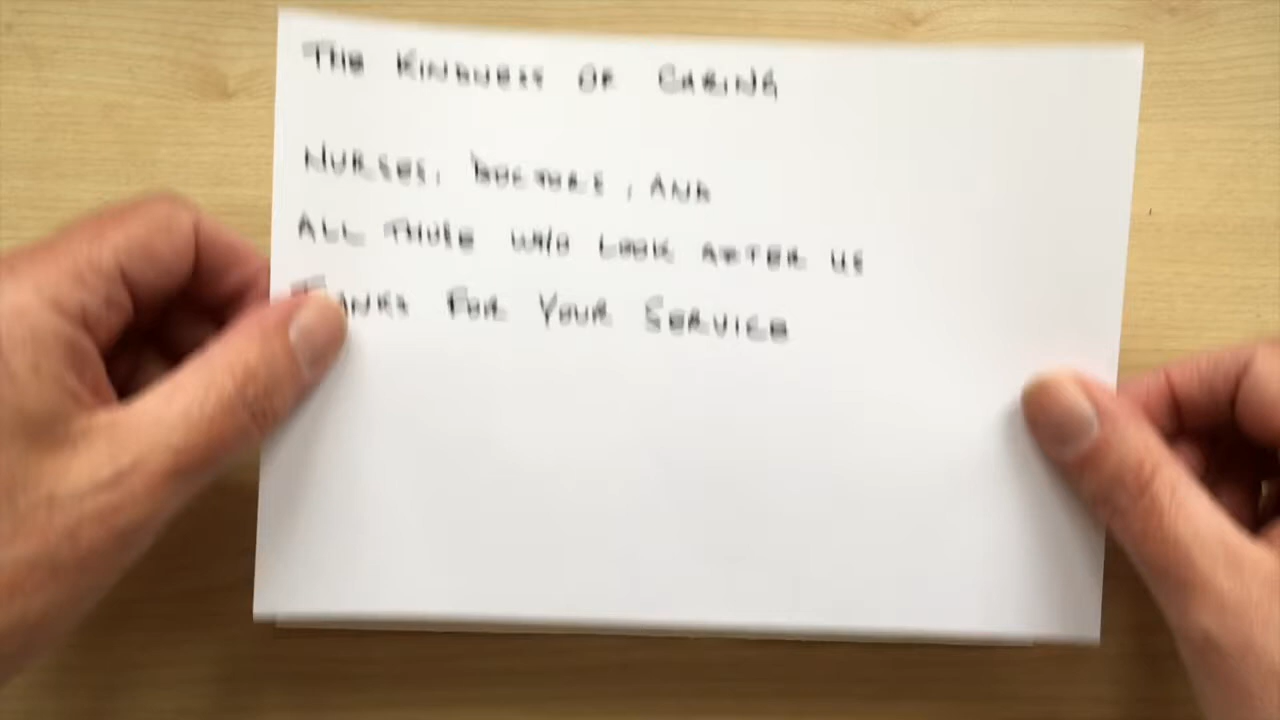 THE KINDNESS OF CARING
NURSES, DOCTORS, AND
ALL THOSE WHO LOOK AFTER US
FOR YOUR SERVICE